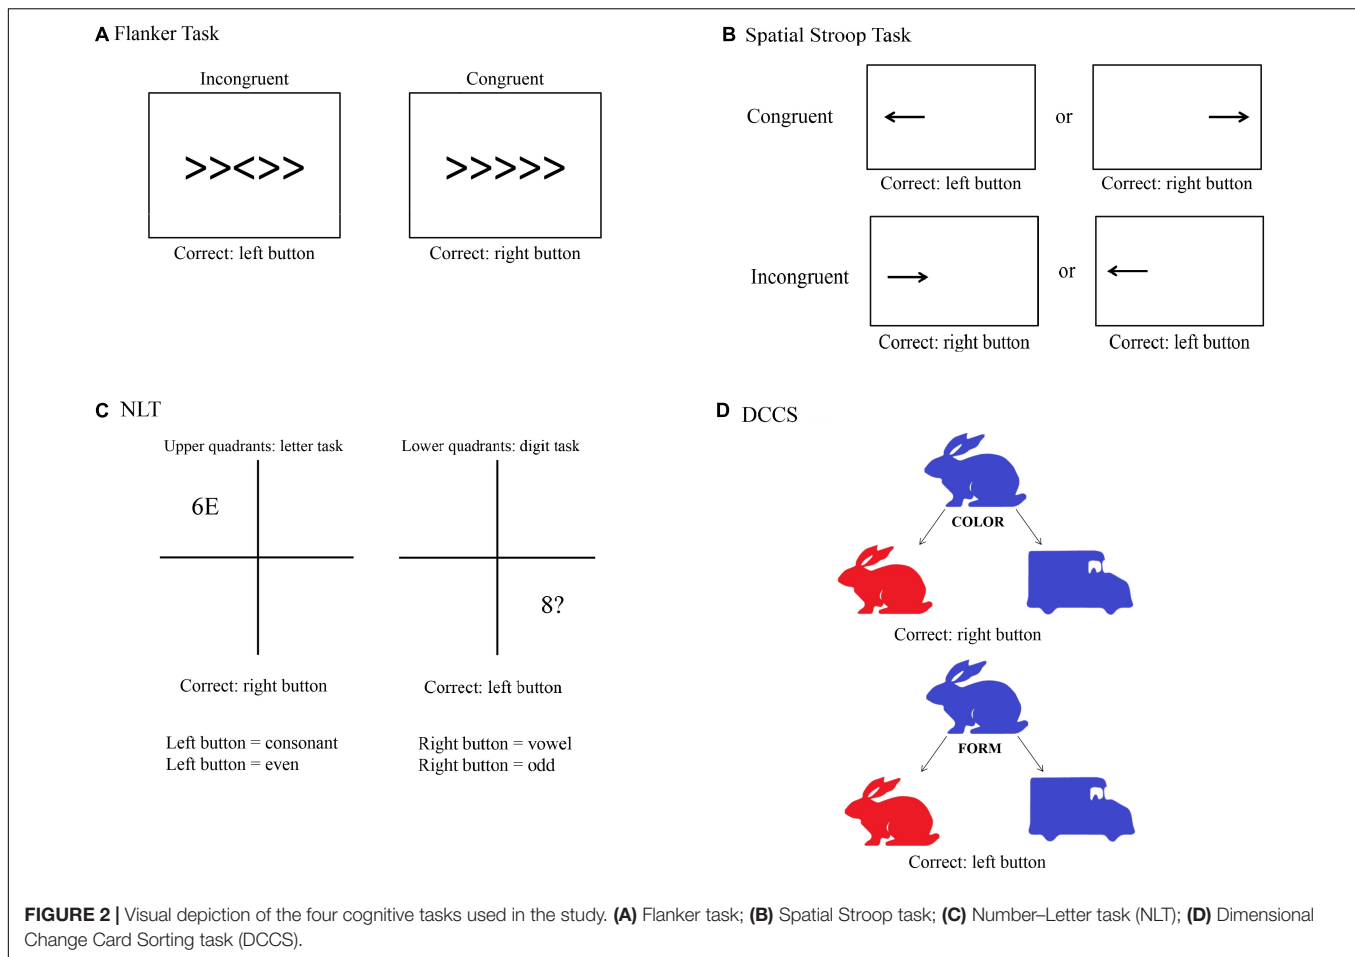 A Flanker Task
Incongruent
Congruent
>><>>
>>>>>
Correct: left button
Correct: right button
B Spatial Stroop Task
Congruent
or
Correct: left button
Correct: right button
Incongruent
or
Correct: right button
Correct: left button
C NLT
Upper quadrants: letter task
Lower quadrants: digit task
6E
8?
Correct: right button
Correct: left button
Left button = consonant
Left button = even
Right button = vowel
Right button = odd
D DCCS
COLOR
Correct: right button
FORM
Correct: left button
FIGURE 2 | Visual depiction of the four cognitive tasks used in the study. (A) Flanker task; (B) Spatial Stroop task; (C) Number–Letter task (NLT); (D) Dimensional
Change Card Sorting task (DCCS).